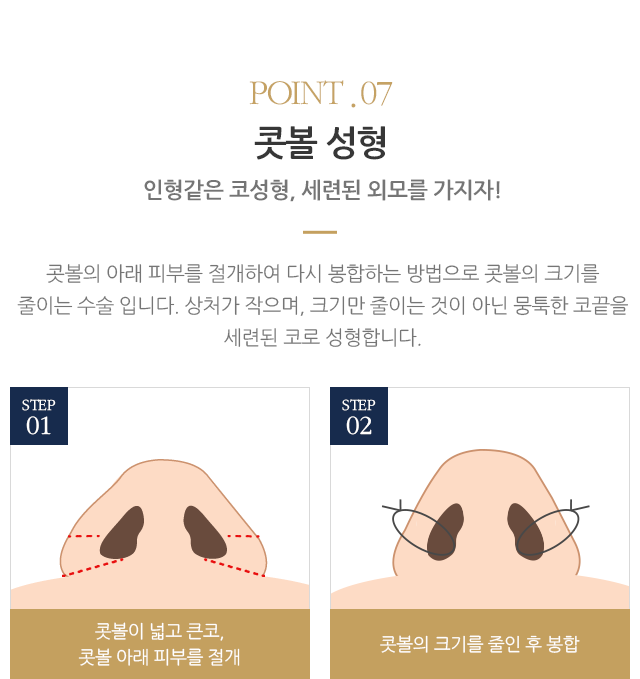 POINT . 07
콧볼 성형
인형같은 코성형, 세련된 외모를 가지자!
콧볼의 아래 피부를 절개하여 다시 봉합하는 방법으로 콧볼의 크기를
줄이는 수술 입니다. 상처가 작으며, 크기만 줄이는 것이 아닌 뭉툭한 코끝을
세련된 코로 성형합니다.
STEP
01
콧볼이 넓고 큰코,
콧볼 아래 피부를 절개
STEP
02
콧볼의 크기를 줄인 후 봉합